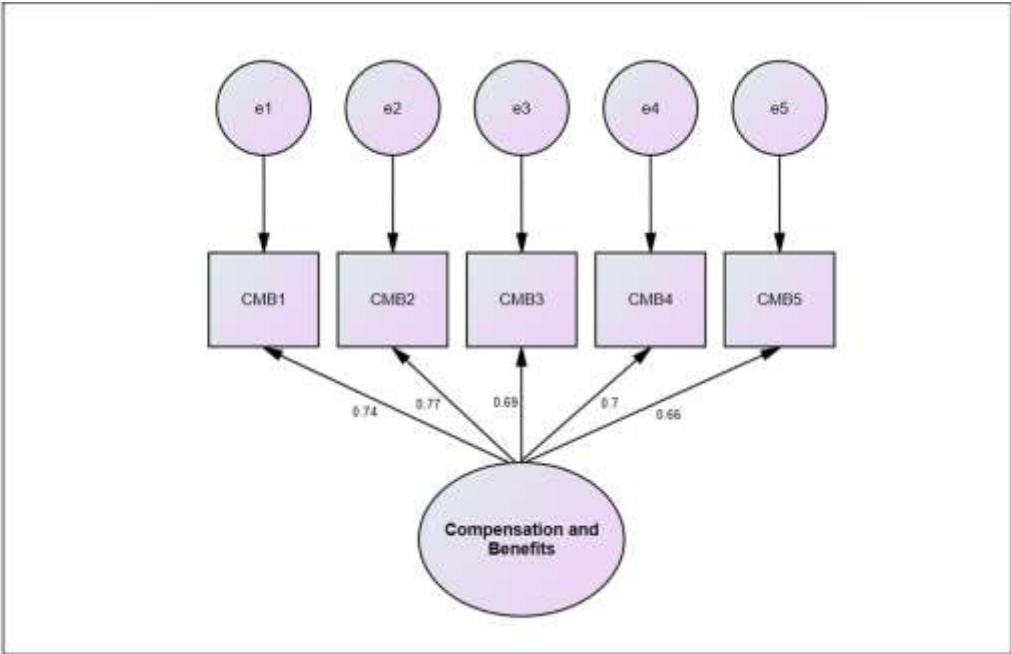 e1
e2
e3
e4
e5
CMB1
CMB2
CMB3
CMB4
CMB5
0.74
0.77
0.69
0.7
0.66
Compensation and
Benefits